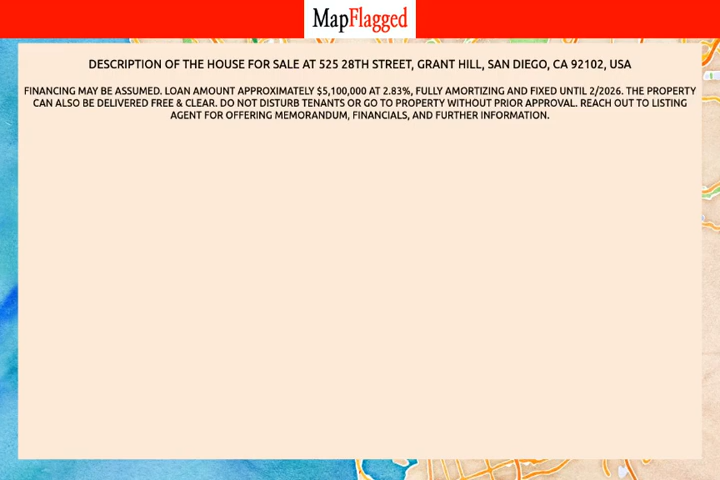 MapFlagged
DESCRIPTION OF THE HOUSE FOR SALE AT 525 28TH STREET, GRANT HILL, SAN DIEGO, CA 92102, USA
FINANCING MAY BE ASSUMED. LOAN AMOUNT APPROXIMATELY $5,100,000 AT 2.83%, FULLY AMORTIZING AND FIXED UNTIL 2/2026. THE PROPERTY
CAN ALSO BE DELIVERED FREE & CLEAR. DO NOT DISTURB TENANTS OR GO TO PROPERTY WITHOUT PRIOR APPROVAL. REACH OUT TO LISTING
AGENT FOR OFFERING MEMORANDUM, FINANCIALS, AND FURTHER INFORMATION.